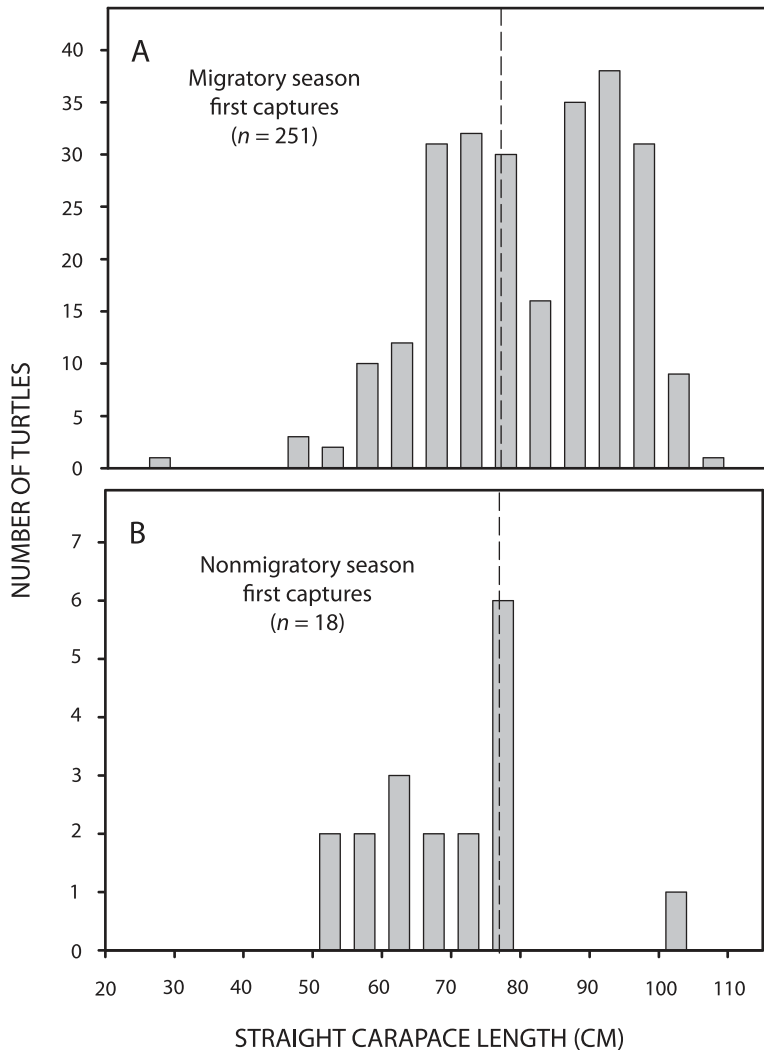 A
Migratory season
first captures
(n = 251)
40
35
30
25
20
15
10
5
0
NUMBER OF TURTLES
B
Nonmigratory season
first captures
(n = 18)
7
6
5
4
3
2
1
0
20 30 40 50 60 70 80 90 100 110
STRAIGHT CARAPACE LENGTH (CM)